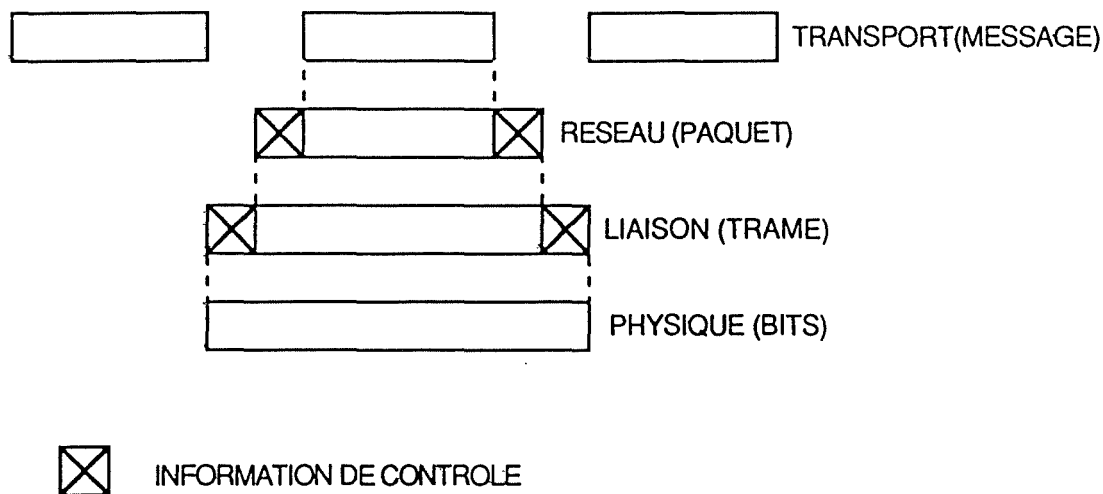 TRANSPORT(MESSAGE)
RESEAU (PAQUET)
LIAISON (TRAME)
PHYSIQUE (BITS)
INFORMATION DE CONTROLE